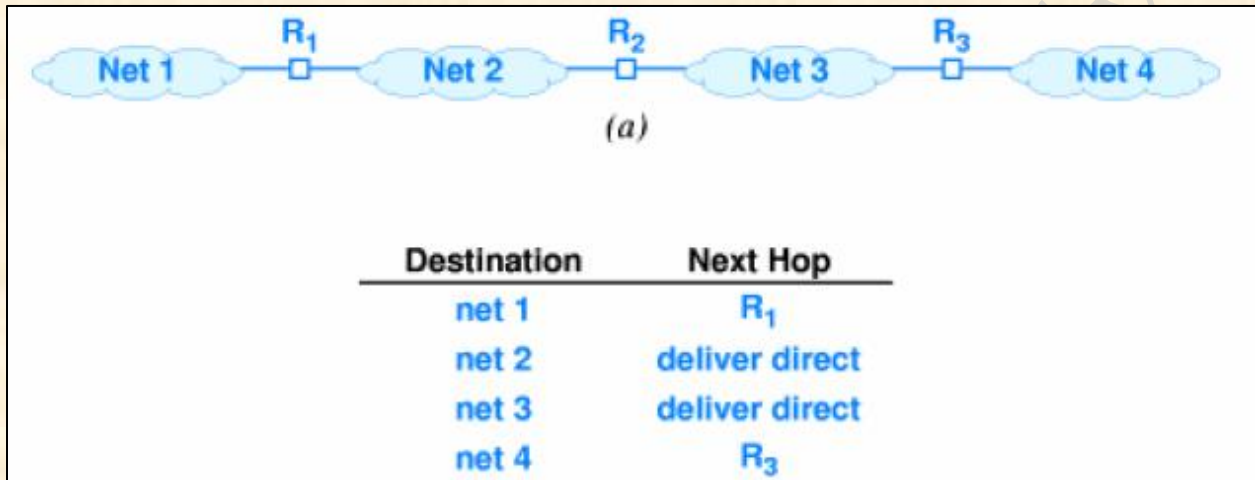 R1 R2 R3
Net 1 Net 2 Net 3 Net 4
(a)
Destination Next Hop
net 1 R1
net 2 deliver direct
net 3 deliver direct
net 4 R3